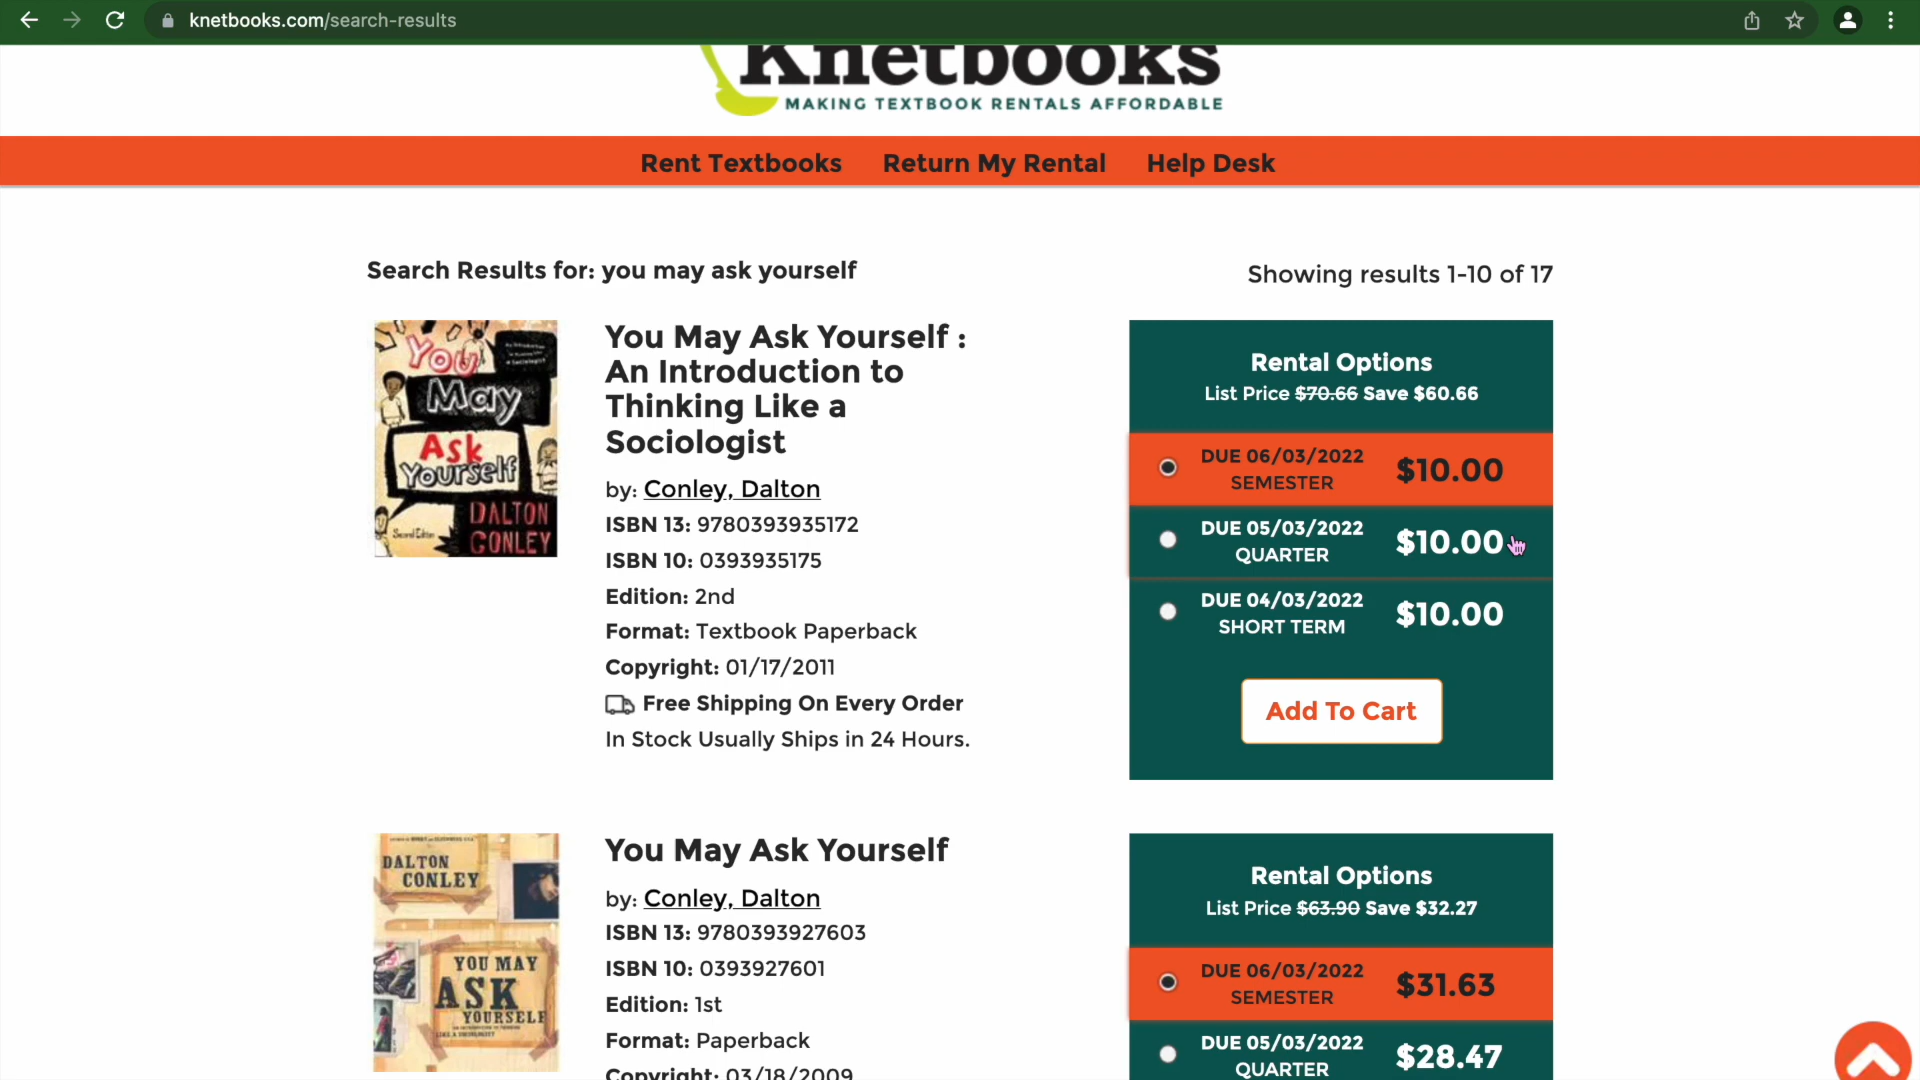 knetbooks.com/search-results
Knetbooks
MAKING TEXTBOOK RENTALS AFFORDABLE
Rent Textbooks Return My Rental Help Desk
Search Results for: you may ask yourself
Showing results 1-10 of 17
You
May
Ask
Yourself
Second Edition
DALTON
CONLEY
You May Ask Yourself :
An Introduction to
Thinking Like a
Sociologist
by: Conley, Dalton
ISBN 13: 9780393935172
ISBN 10: 0393935175
Edition: 2nd
Format: Textbook Paperback
Copyright: 01/17/2011
Free Shipping On Every Order
In Stock Usually Ships in 24 Hours.
Rental Options
List Price $70.66 Save $60.66
DUE 06/03/2022
SEMESTER
$10.00
DUE 05/03/2022
QUARTER
$10.00
DUE 04/03/2022
SHORT TERM
$10.00
Add To Cart
DALTON
CONLEY
YOU MAY
ASK
YOURSELF
You May Ask Yourself
by: Conley, Dalton
ISBN 13: 9780393927603
ISBN 10: 0393927601
Edition: 1st
Format: Paperback
Copyright: 03/18/2009
Rental Options
List Price $63.90 Save $32.27
DUE 06/03/2022
SEMESTER
$31.63
DUE 05/03/2022
QUARTER
$28.47